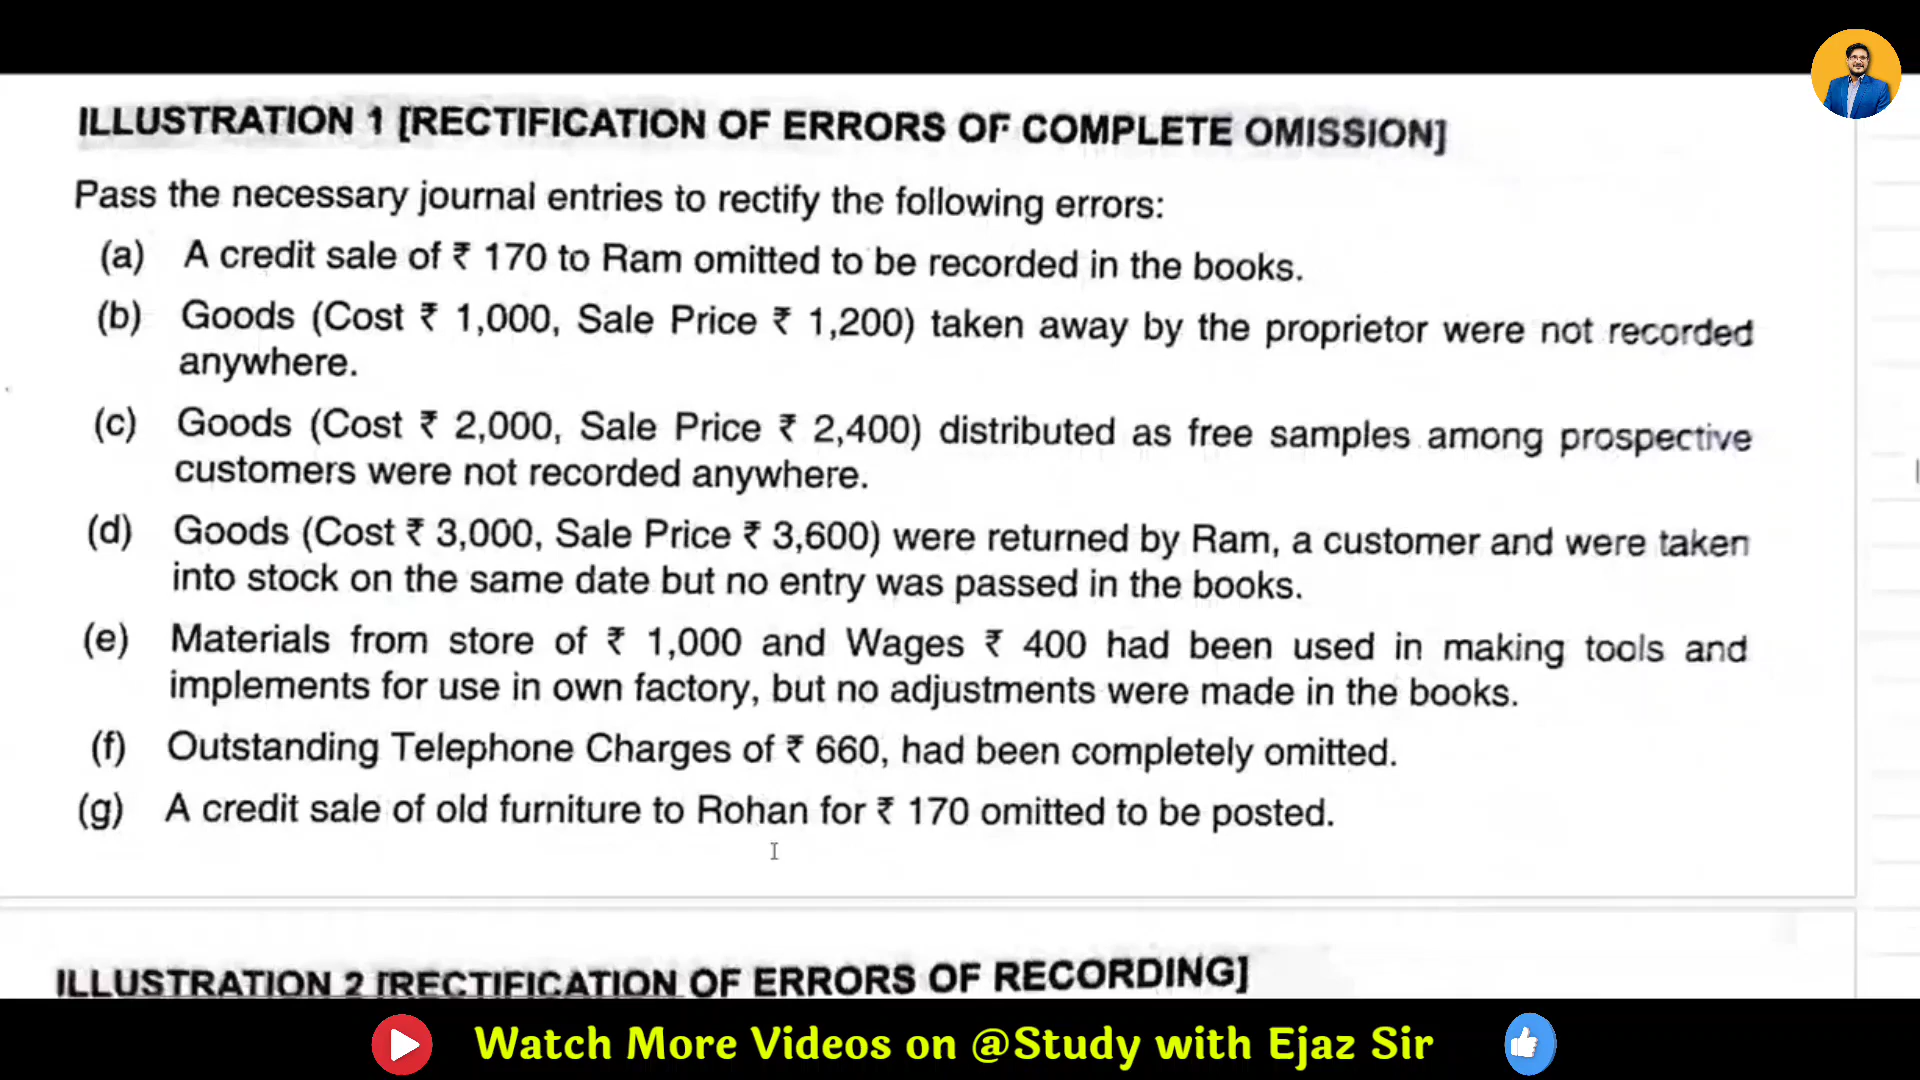 ILLUSTRATION 1 [RECTIFICATION OF ERRORS OF COMPLETE OMISSION]
Pass the necessary journal entries to rectify the following errors:
(a) A credit sale of ₹ 170 to Ram omitted to be recorded in the books.
(b) Goods (Cost ₹ 1,000, Sale Price ₹ 1,200) taken away by the proprietor were not recorded
anywhere.
(c) Goods (Cost ₹ 2,000, Sale Price ₹ 2,400) distributed as free samples among prospective
customers were not recorded anywhere.
(d) Goods (Cost ₹ 3,000, Sale Price ₹ 3,600) were returned by Ram, a customer and were taken
into stock on the same date but no entry was passed in the books.
(e) Materials from store of ₹ 1,000 and Wages ₹ 400 had been used in making tools and
implements for use in own factory, but no adjustments were made in the books.
(f) Outstanding Telephone Charges of ₹ 660, had been completely omitted.
(g) A credit sale of old furniture to Rohan for ₹ 170 omitted to be posted.
ILLUSTRATION 2 [RECTIFICATION OF ERRORS OF RECORDING]
Watch More Videos on @Study with Ejaz Sir